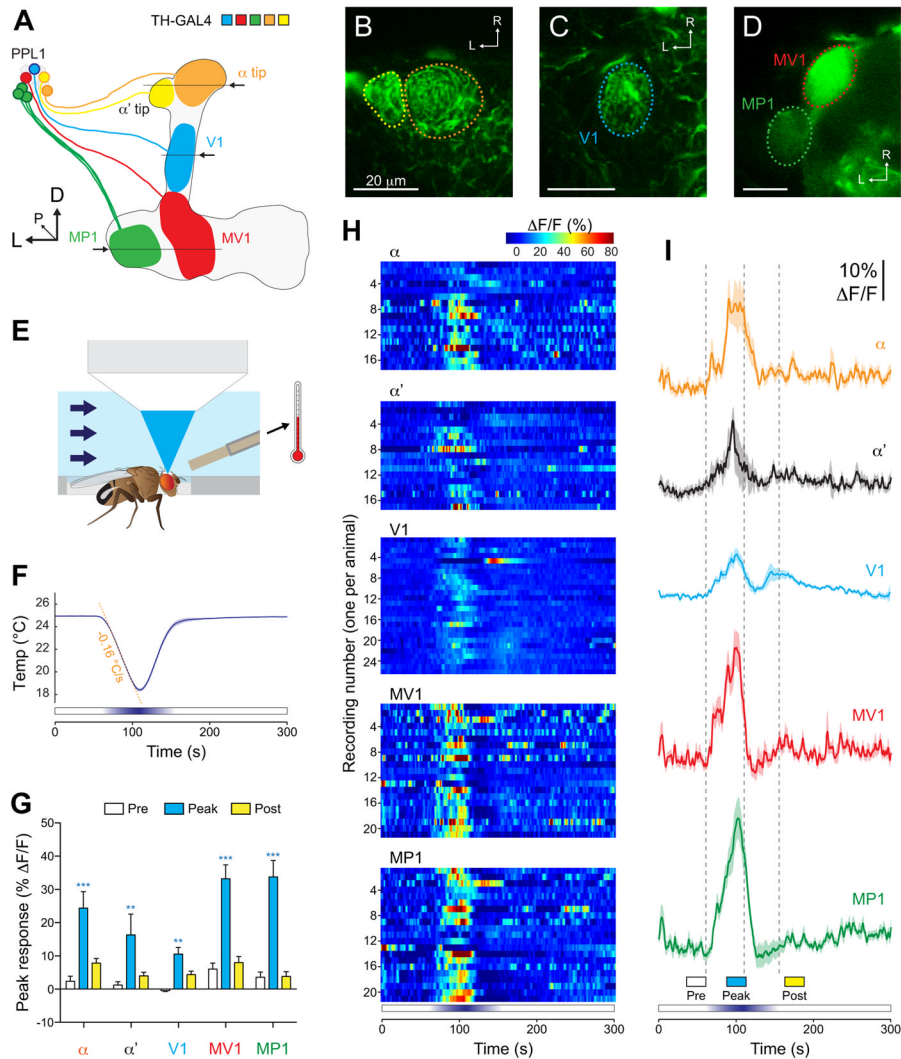 A
TH-GAL4
PPL1
α tip
α' tip
V1
D
P
L
MP1
MV1
B
R
L
20 μm
C
R
L
V1
D
MV1
MP1
R
L
E
F
Temp (°C)
26
24
22
20
18
-0.16 °C/s
0
100
200
300
Time (s)
G
Pre
Peak
Post
Peak response (% ΔF/F)
50
40
30
20
10
0
-10
***
**
**
***
***
α
α'
V1
MV1
MP1
H
ΔF/F (%)
0
20
40
60
80
Recording number (one per animal)
α
4
8
12
16
α'
4
8
12
16
V1
4
8
12
16
20
24
MV1
4
8
12
16
20
MP1
4
8
12
16
20
0
100
200
300
Time (s)
I
10%
ΔF/F
α
α'
V1
MV1
MP1
Pre
Peak
Post
0
100
200
300
Time (s)